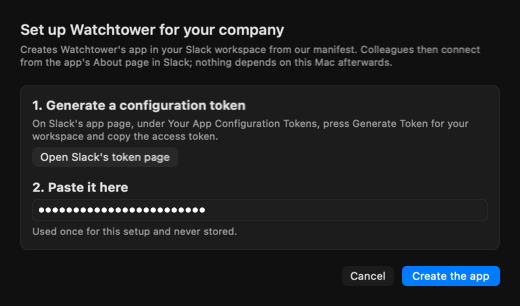 Set up Watchtower for your company
Creates Watchtower's app in your Slack workspace from our manifest. Colleagues then connect
from the app's About page in Slack; nothing depends on this Mac afterwards.
1. Generate a configuration token
On Slack's app page, under Your App Configuration Tokens, press Generate Token for your
workspace and copy the access token.
Open Slack's token page
2. Paste it here
●●●●●●●●●●●●●●●●●●●●●●●●
Used once for this setup and never stored.
Cancel
Create the app